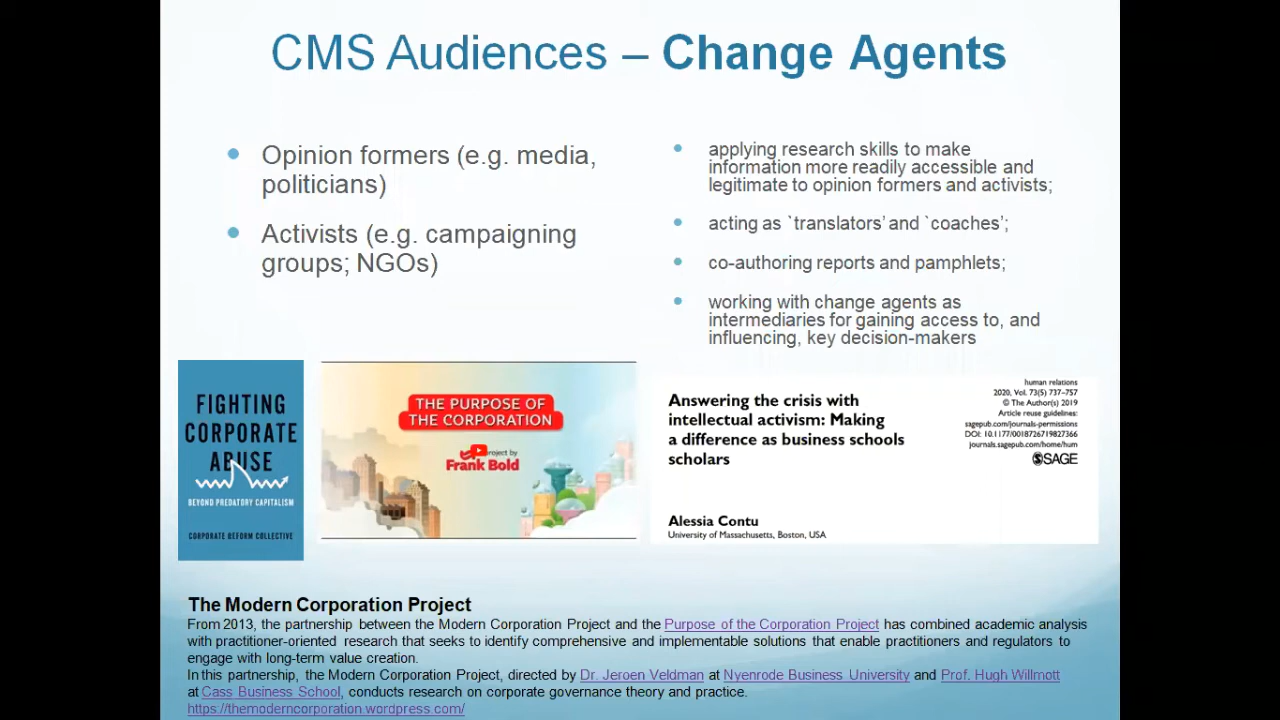 CMS Audiences – Change Agents
Opinion formers (e.g. media,
politicians)
Activists (e.g. campaigning
groups; NGOs)
applying research skills to make
information more readily accessible and
legitimate to opinion formers and activists;
acting as `translators' and `coaches';
co-authoring reports and pamphlets;
working with change agents as
intermediaries for gaining access to, and
influencing, key decision-makers
FIGHTING
CORPORATE
ABUSE
BEYOND PREDATORY CAPITALISM
CORPORATE REFORM COLLECTIVE
THE PURPOSE OF
THE CORPORATION
project by
Frank Bold
Answering the crisis with
intellectual activism: Making
a difference as business schools
scholars
Alessia Contu
University of Massachusetts, Boston, USA
human relations
2020, Vol. 73(5) 737–757
© The Author(s) 2019
Article reuse guidelines:
sagepub.com/journals-permissions
DOI: 10.1177/0018726719827366
journals.sagepub.com/home/hum
SAGE
The Modern Corporation Project
From 2013, the partnership between the Modern Corporation Project and the Purpose of the Corporation Project has combined academic analysis
with practitioner-oriented research that seeks to identify comprehensive and implementable solutions that enable practitioners and regulators to
engage with long-term value creation.
In this partnership, the Modern Corporation Project, directed by Dr. Jeroen Veldman at Nyenrode Business University and Prof. Hugh Willmott
at Cass Business School, conducts research on corporate governance theory and practice.
https://themoderncorporation.wordpress.com/